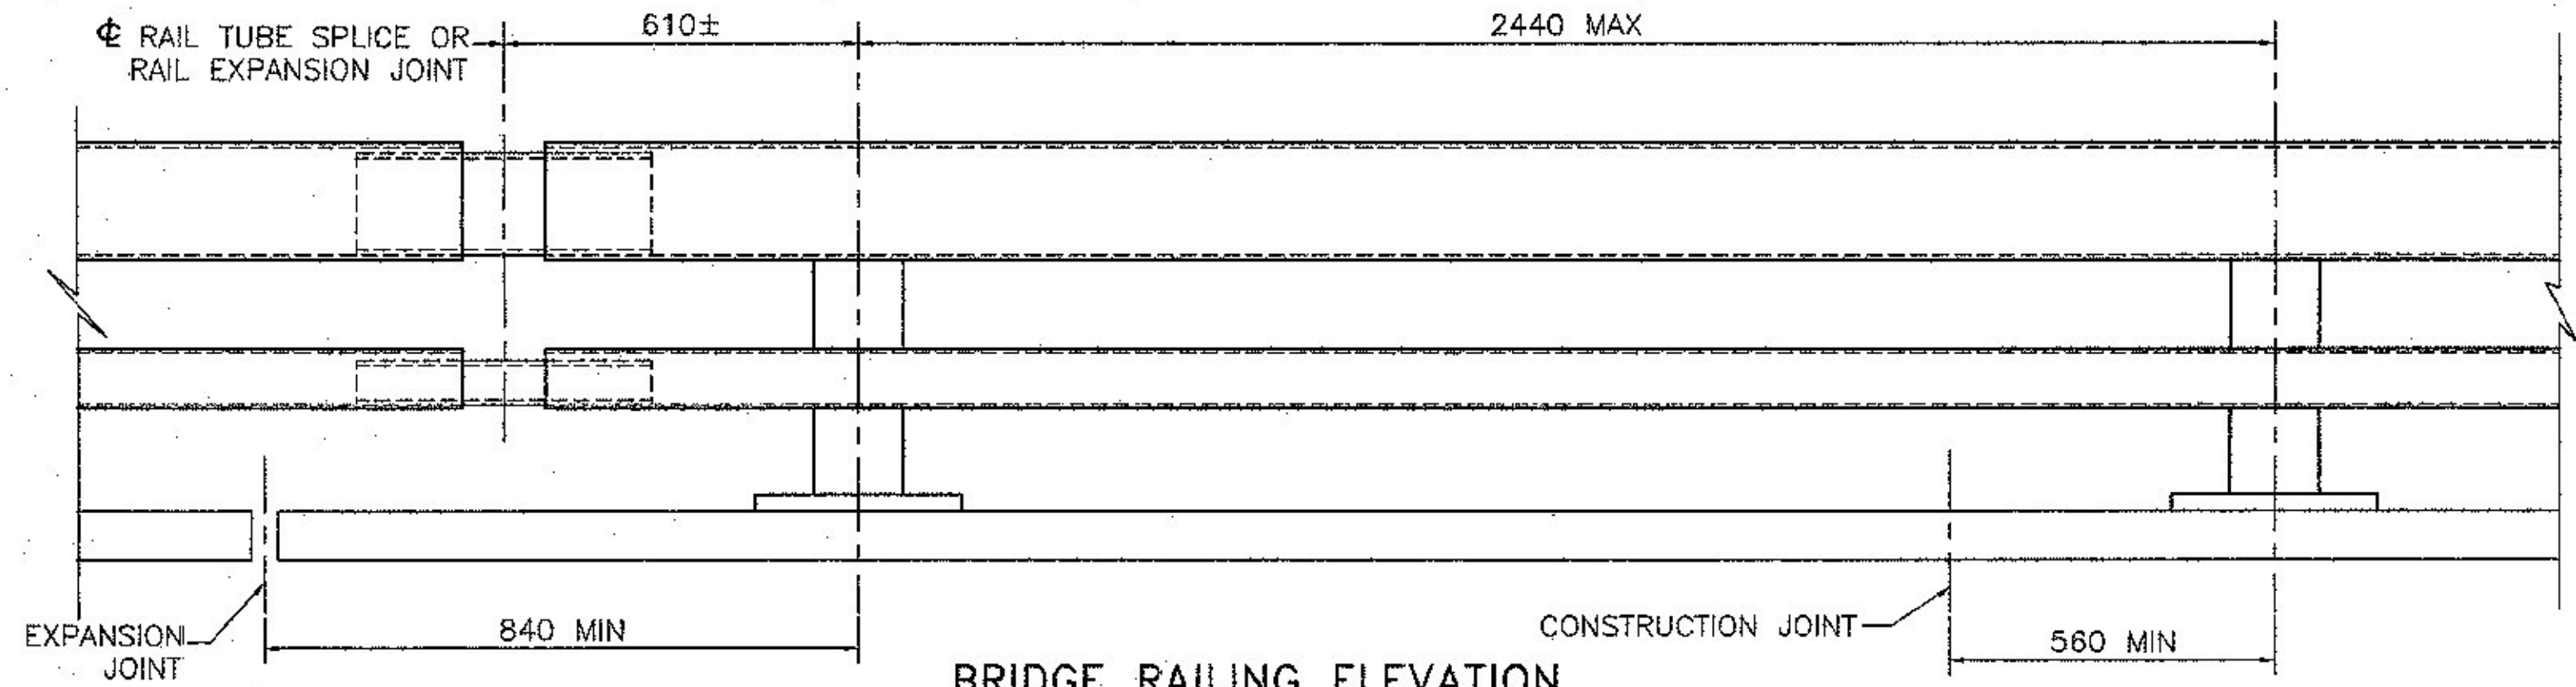 ℄ RAIL TUBE SPLICE OR
RAIL EXPANSION JOINT
610±
2440 MAX
EXPANSION
JOINT
840 MIN
CONSTRUCTION JOINT
560 MIN
BRIDGE RAILING ELEVATION